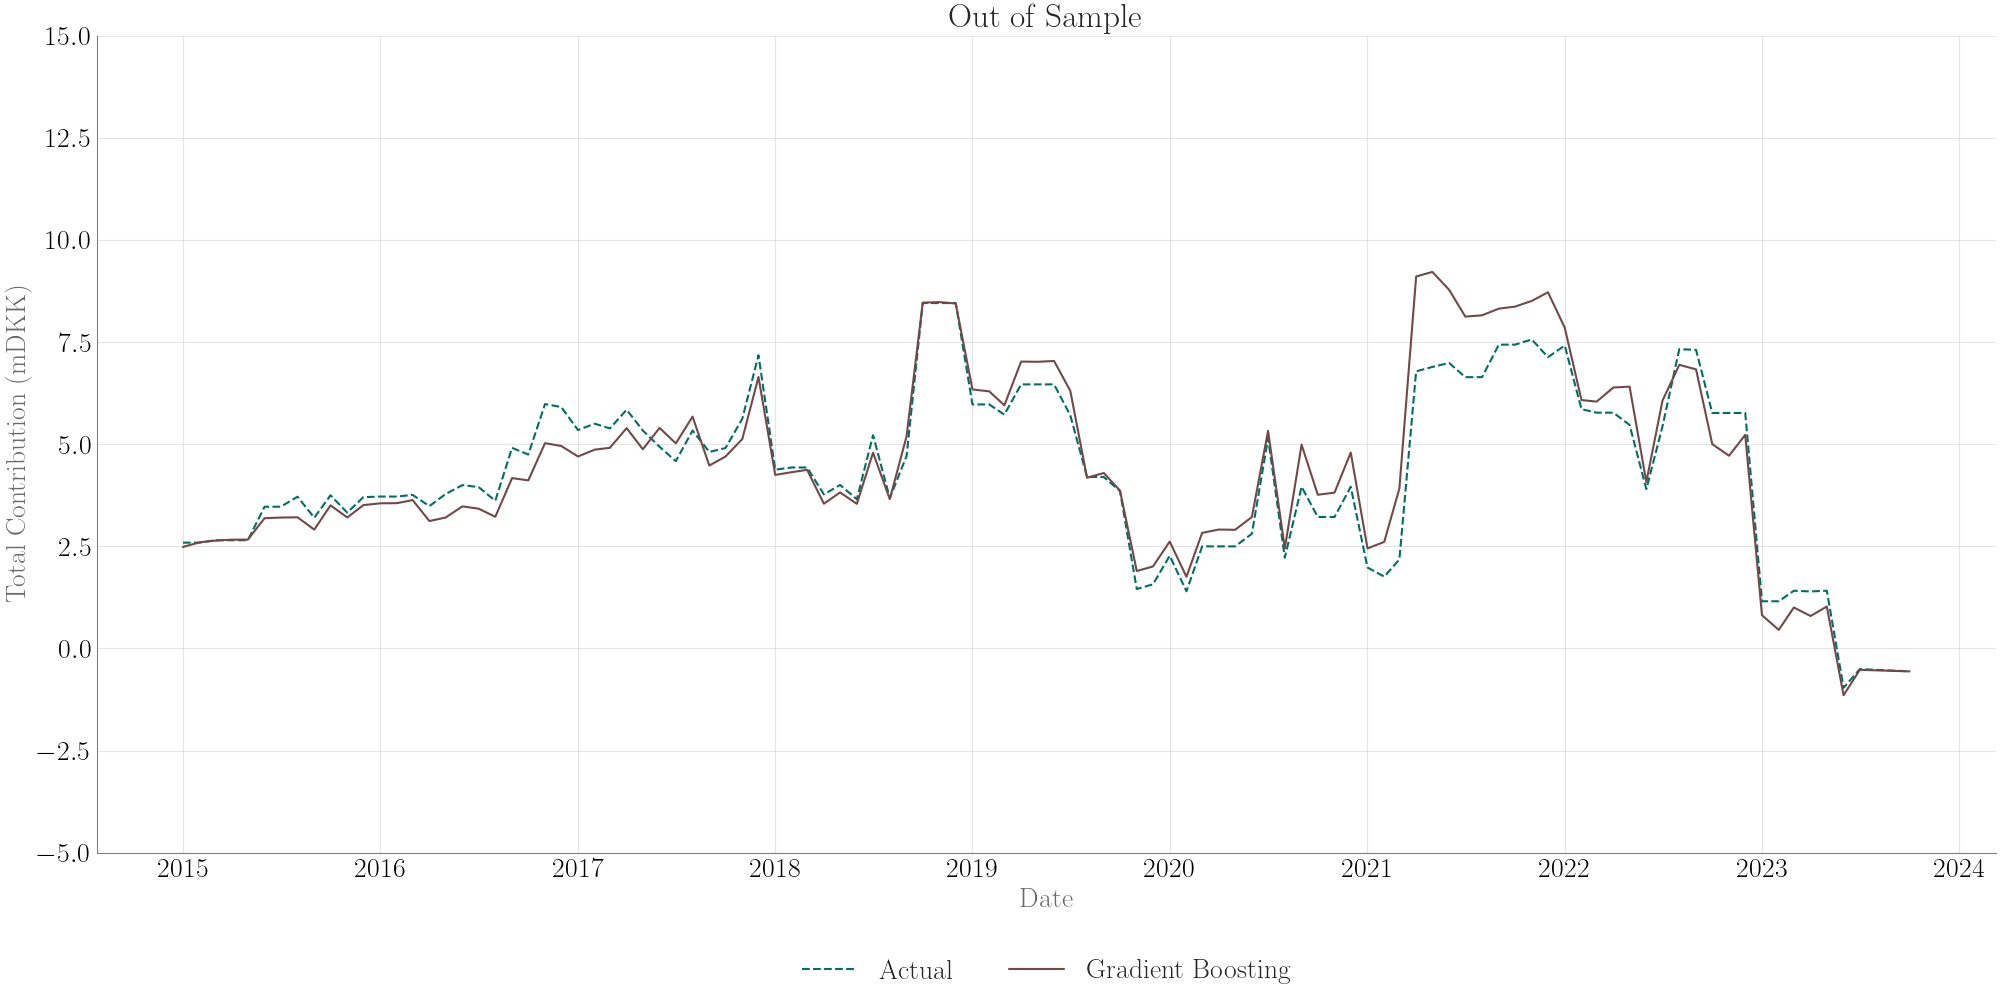 Out of Sample
15.0
12.5
10.0
7.5
5.0
2.5
0.0
−2.5
−5.0
Total Contribution (mDKK)
2015 2016 2017 2018 2019 2020 2021 2022 2023 2024
Date
Actual Gradient Boosting